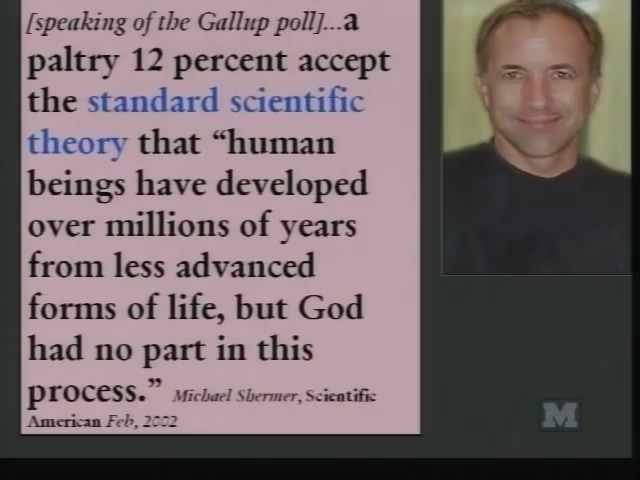 [speaking of the Gallup poll]...a
paltry 12 percent accept
the standard scientific
theory that “human
beings have developed
over millions of years
from less advanced
forms of life, but God
had no part in this
process.” Michael Shermer, Scientific
American Feb, 2002
M